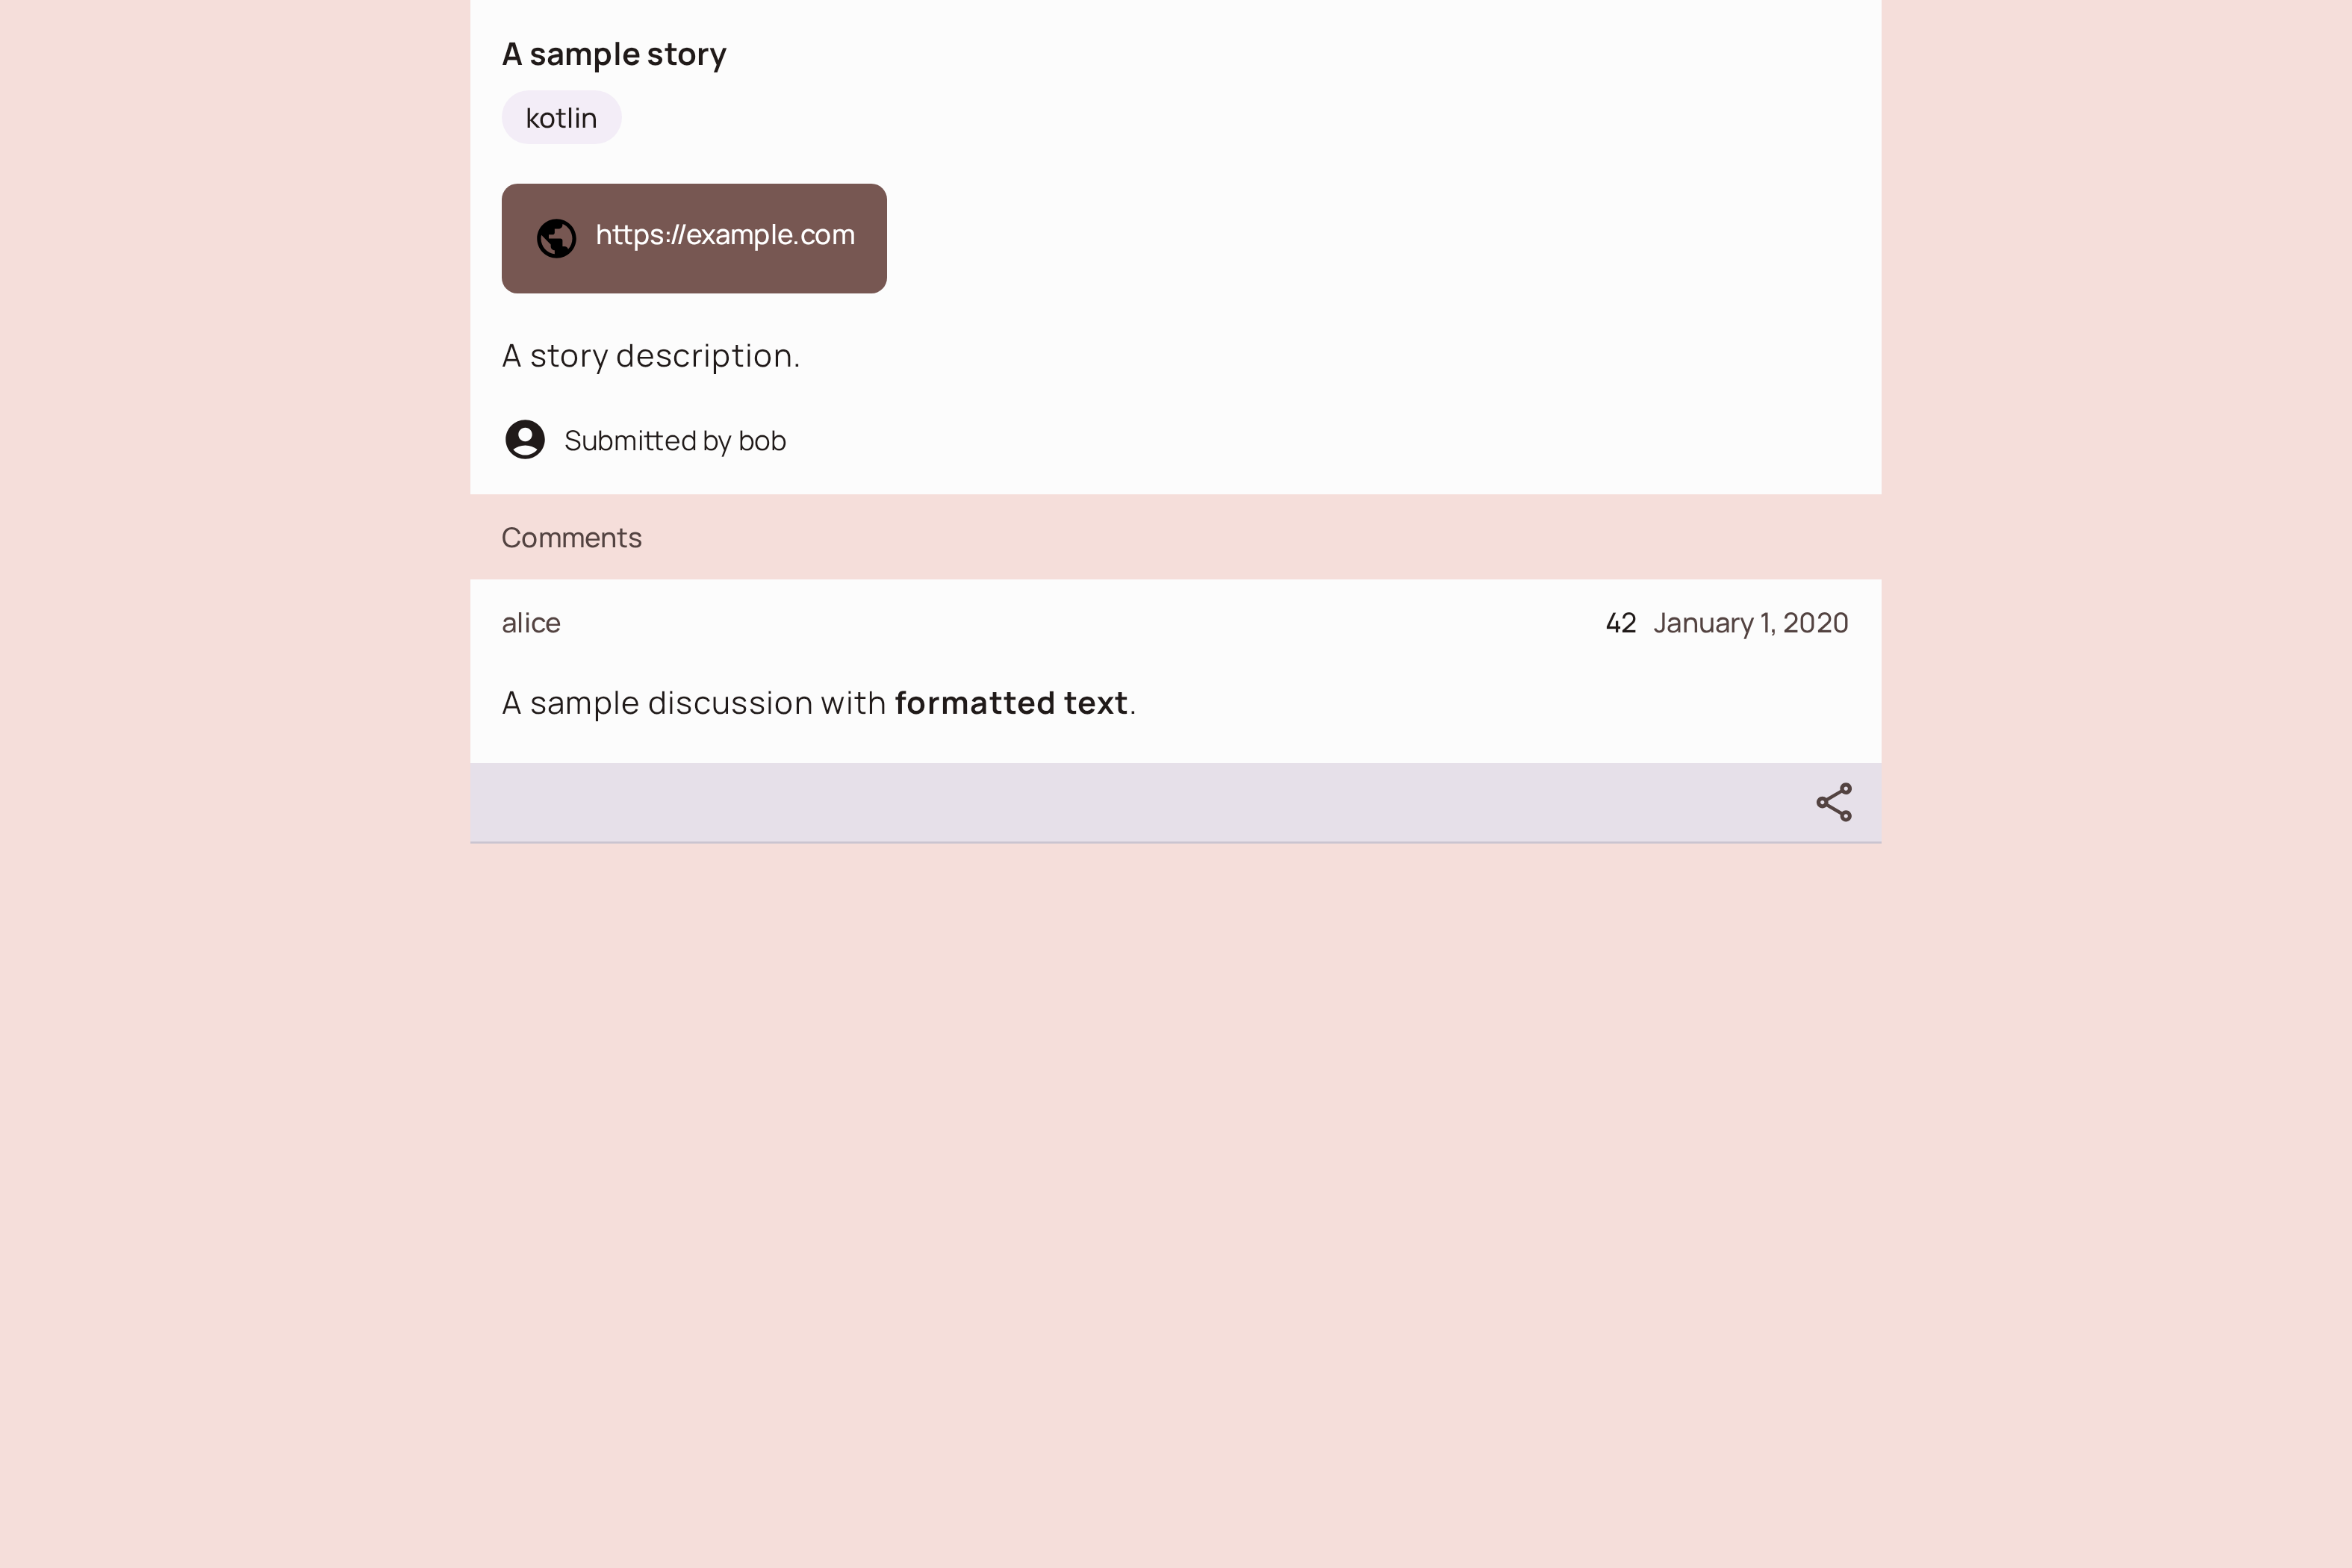 A sample story
kotlin
https://example.com
A story description.
Submitted by bob
Comments
alice 42 January 1, 2020
A sample discussion with formatted text.